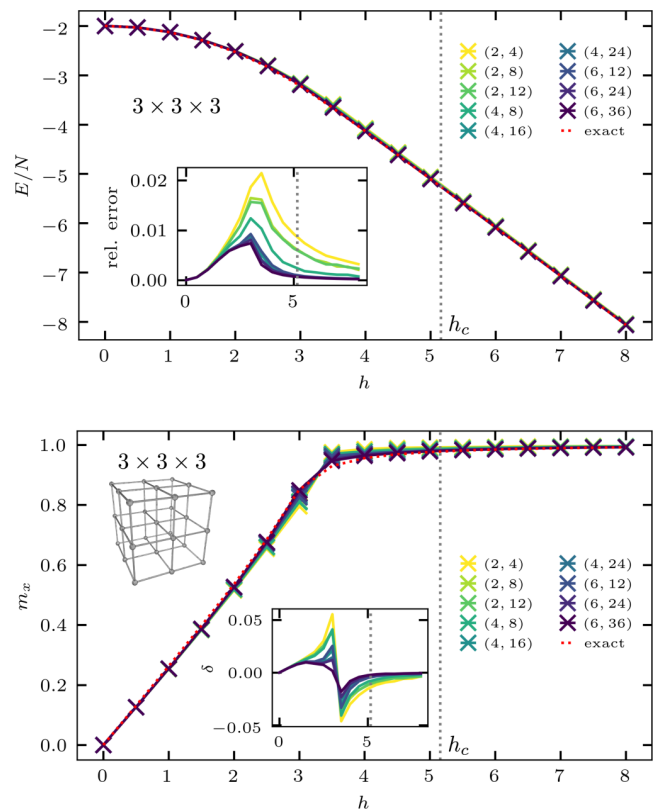 −2
−3
−4
−5
−6
−7
−8
E/N
3 × 3 × 3
(2, 4)
(2, 8)
(2, 12)
(4, 8)
(4, 16)
(4, 24)
(6, 12)
(6, 24)
(6, 36)
exact
0.02
0.01
0.00
rel. error
0 5
h_c
0 1 2 3 4 5 6 7 8
h
1.0
0.8
0.6
0.4
0.2
0.0
m_x
3 × 3 × 3
(2, 4)
(2, 8)
(2, 12)
(4, 8)
(4, 16)
(4, 24)
(6, 12)
(6, 24)
(6, 36)
exact
0.05
0.00
−0.05
δ
0 5
h_c
0 1 2 3 4 5 6 7 8
h